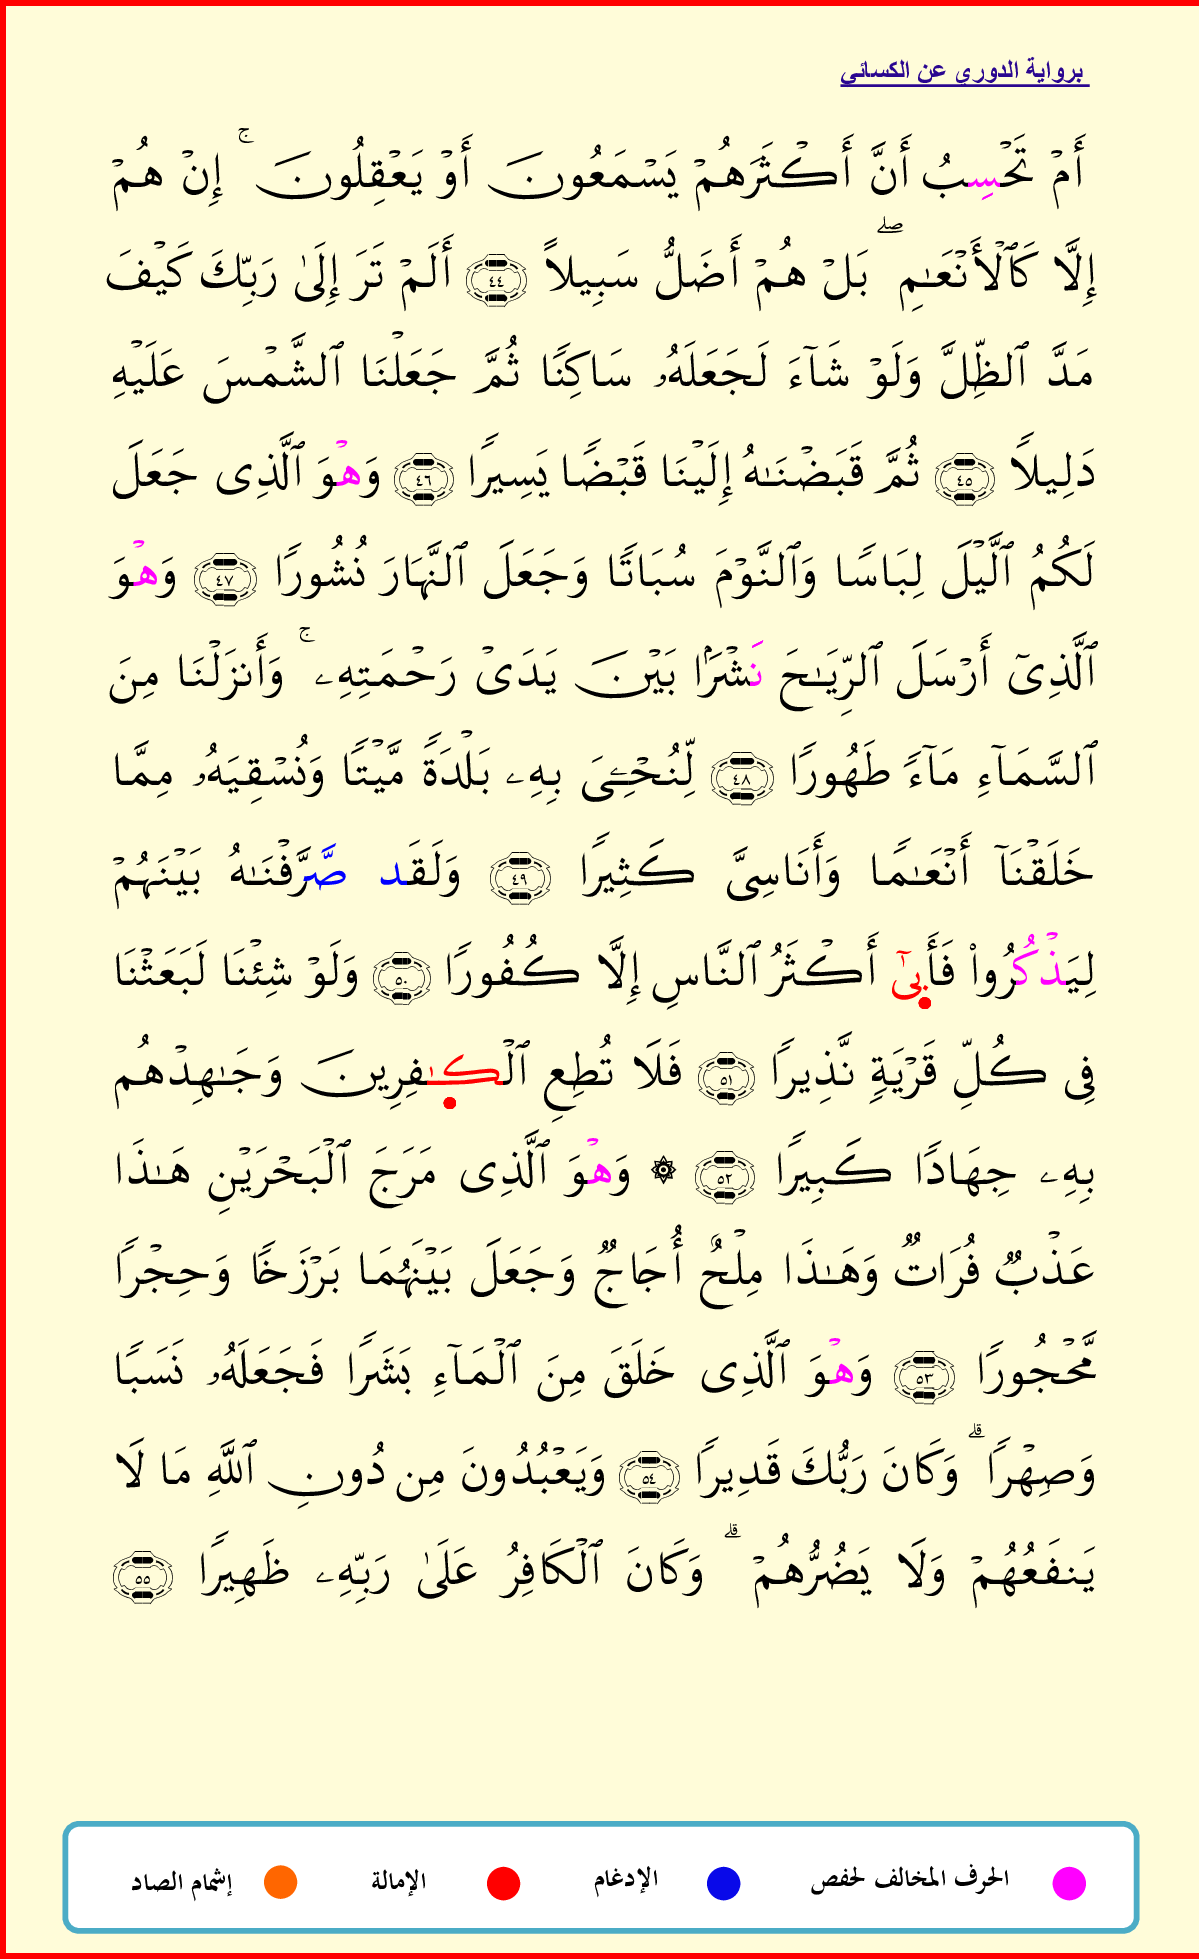 برواية الدوري عن الكسائي
أَمۡ تَحۡسِبُ أَنَّ أَكۡثَرَهُمۡ يَسۡمَعُونَ أَوۡ يَعۡقِلُونَۚ إِنۡ هُمۡ
إِلَّا كَٱلۡأَنۡعَٰمِۖ بَلۡ هُمۡ أَضَلُّ سَبِيلًا ٤٤ أَلَمۡ تَرَ إِلَىٰ رَبِّكَ كَيۡفَ
مَدَّ ٱلظِّلَّ وَلَوۡ شَآءَ لَجَعَلَهُۥ سَاكِنٗا ثُمَّ جَعَلۡنَا ٱلشَّمۡسَ عَلَيۡهِ
دَلِيلٗا ٤٥ ثُمَّ قَبَضۡنَٰهُ إِلَيۡنَا قَبۡضٗا يَسِيرٗا ٤٦ وَهۡوَ ٱلَّذِي جَعَلَ
لَكُمُ ٱلَّيۡلَ لِبَاسٗا وَٱلنَّوۡمَ سُبَاتٗا وَجَعَلَ ٱلنَّهَارَ نُشُورٗا ٤٧ وَهۡوَ
ٱلَّذِيٓ أَرۡسَلَ ٱلرِّيَٰحَ نَشۡرَۢا بَيۡنَ يَدَيۡ رَحۡمَتِهِۦۚ وَأَنزَلۡنَا مِنَ
ٱلسَّمَآءِ مَآءٗ طَهُورٗا ٤٨ لِّنُحۡـِۧيَ بِهِۦ بَلۡدَةٗ مَّيۡتٗا وَنُسۡقِيَهُۥ مِمَّا
خَلَقۡنَآ أَنۡعَٰمٗا وَأَنَاسِيَّ كَثِيرٗا ٤٩ وَلَقَد صَّرَّفۡنَٰهُ بَيۡنَهُمۡ
لِيَذۡكُرُواْ فَأَبَىٰٓ أَكۡثَرُ ٱلنَّاسِ إِلَّا كُفُورٗا ٥٠ وَلَوۡ شِئۡنَا لَبَعَثۡنَا
فِي كُلِّ قَرۡيَةٖ نَّذِيرٗا ٥١ فَلَا تُطِعِ ٱلۡكَٰفِرِينَ وَجَٰهِدۡهُم
بِهِۦ جِهَادٗا كَبِيرٗا ٥٢ ۞ وَهۡوَ ٱلَّذِي مَرَجَ ٱلۡبَحۡرَيۡنِ هَٰذَا
عَذۡبٞ فُرَاتٞ وَهَٰذَا مِلۡحٌ أُجَاجٞ وَجَعَلَ بَيۡنَهُمَا بَرۡزَخٗا وَحِجۡرٗا
مَّحۡجُورٗا ٥٣ وَهۡوَ ٱلَّذِي خَلَقَ مِنَ ٱلۡمَآءِ بَشَرٗا فَجَعَلَهُۥ نَسَبٗا
وَصِهۡرٗاۗ وَكَانَ رَبُّكَ قَدِيرٗا ٥٤ وَيَعۡبُدُونَ مِن دُونِ ٱللَّهِ مَا لَا
يَنفَعُهُمۡ وَلَا يَضُرُّهُمۡۗ وَكَانَ ٱلۡكَافِرُ عَلَىٰ رَبِّهِۦ ظَهِيرٗا ٥٥
الحرف المخالف لحفص الإدغام الإمالة إشمام الصاد